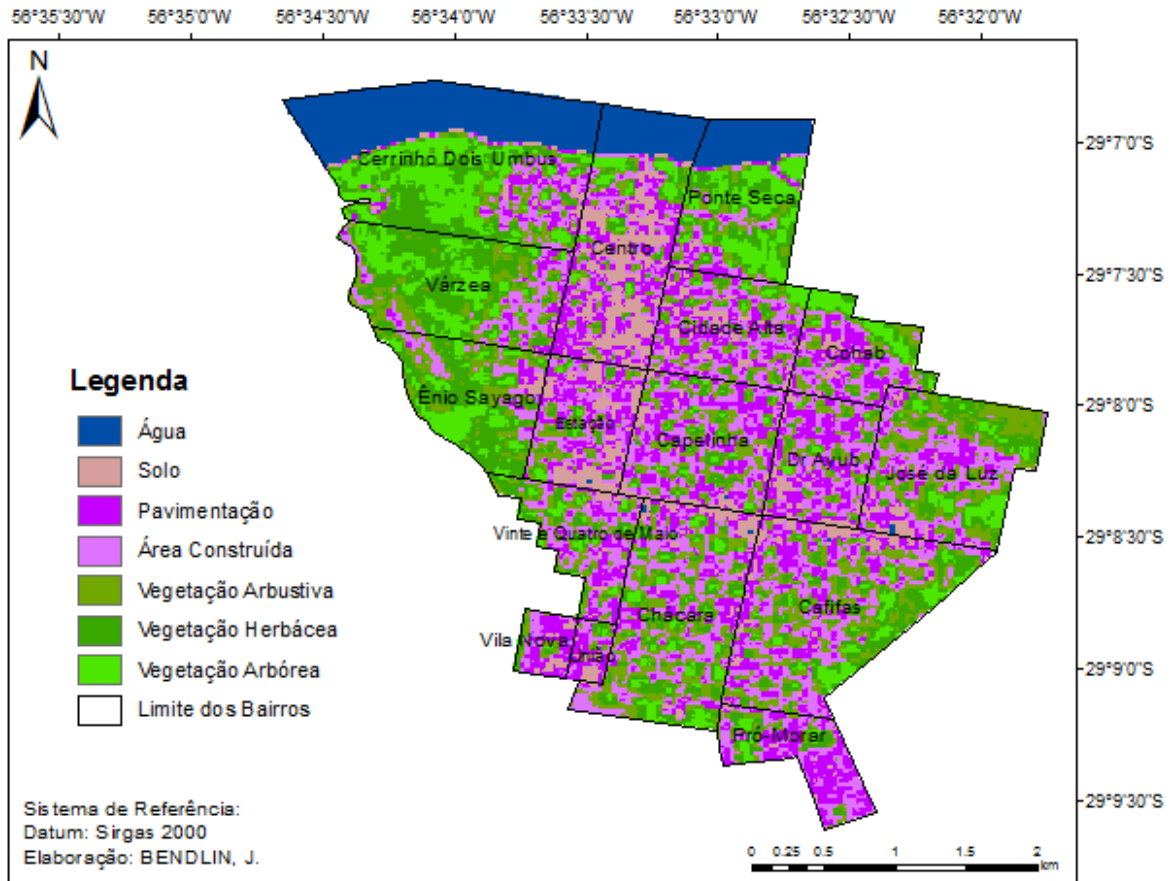 56°35'30"W 56°35'0"W 56°34'30"W 56°34'0"W 56°33'30"W 56°33'0"W 56°32'30"W 56°32'0"W
N
29°7'0"S
Cerrinho Dois Umbus
Ponte Seca
Centro
29°7'30"S
Várzea
Cidade Alta
Cohab
Legenda
Ênio Sayago
29°8'0"S
Estação
Capelinha
Dr Ayub
José da Luz
Água
Solo
Pavimentação
Área Construída
Vegetação Arbustiva
Vegetação Herbácea
Vegetação Arbórea
Limite dos Bairros
Vinte e Quatro de Maio
29°8'30"S
Chácara
Cafifas
Vila Nova
União
29°9'0"S
Pró-Morar
29°9'30"S
Sistema de Referência:
Datum: Sirgas 2000
Elaboração: BENDLIN, J.
0 0.25 0.5 1 1.5 2
km